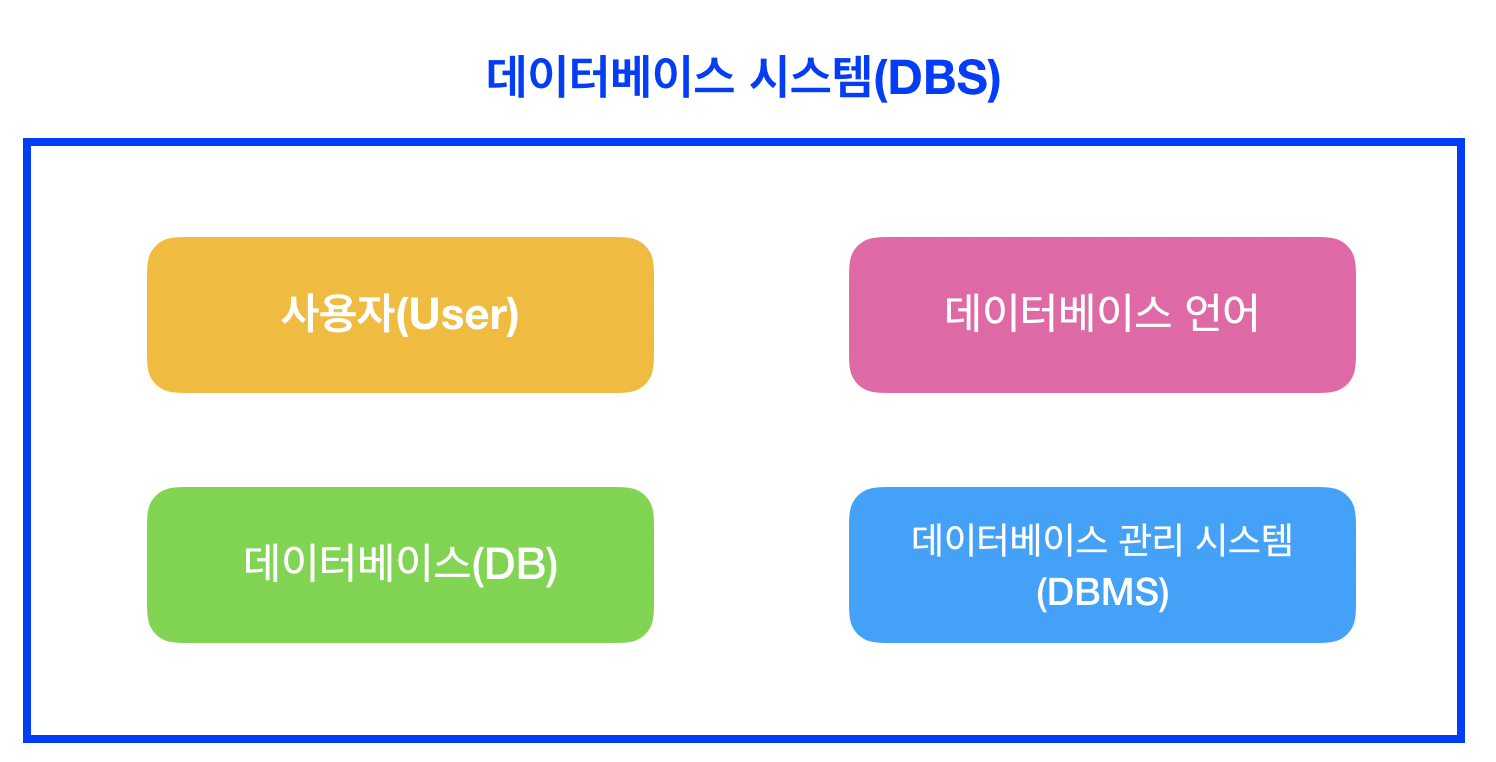 데이터베이스 시스템(DBS)
사용자(User)
데이터베이스 언어
데이터베이스(DB)
데이터베이스 관리 시스템
(DBMS)